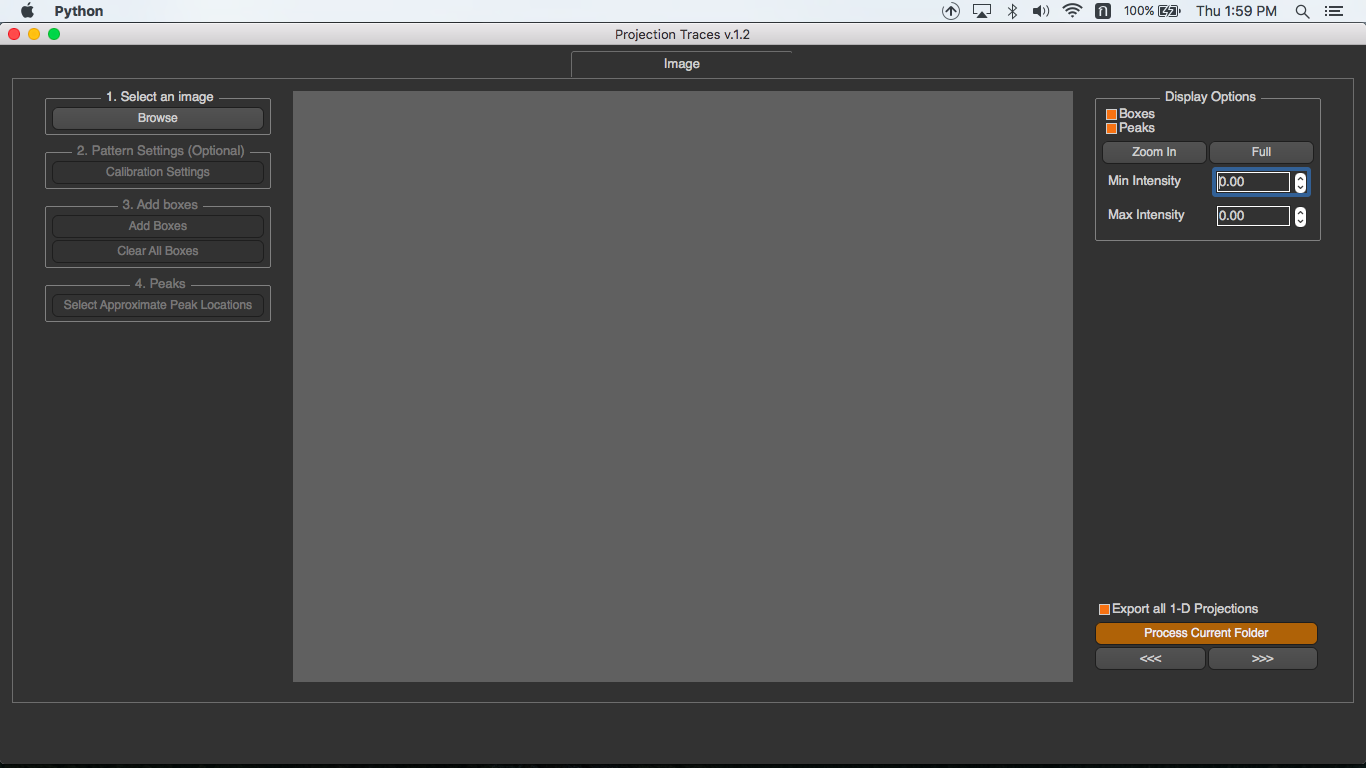 Python
100%
Thu 1:59 PM
Projection Traces v.1.2
Image
1. Select an image
Browse
2. Pattern Settings (Optional)
Calibration Settings
3. Add boxes
Add Boxes
Clear All Boxes
4. Peaks
Select Approximate Peak Locations
Display Options
Boxes
Peaks
Zoom In
Full
Min Intensity
0.00
Max Intensity
0.00
Export all 1-D Projections
Process Current Folder
<<<
>>>